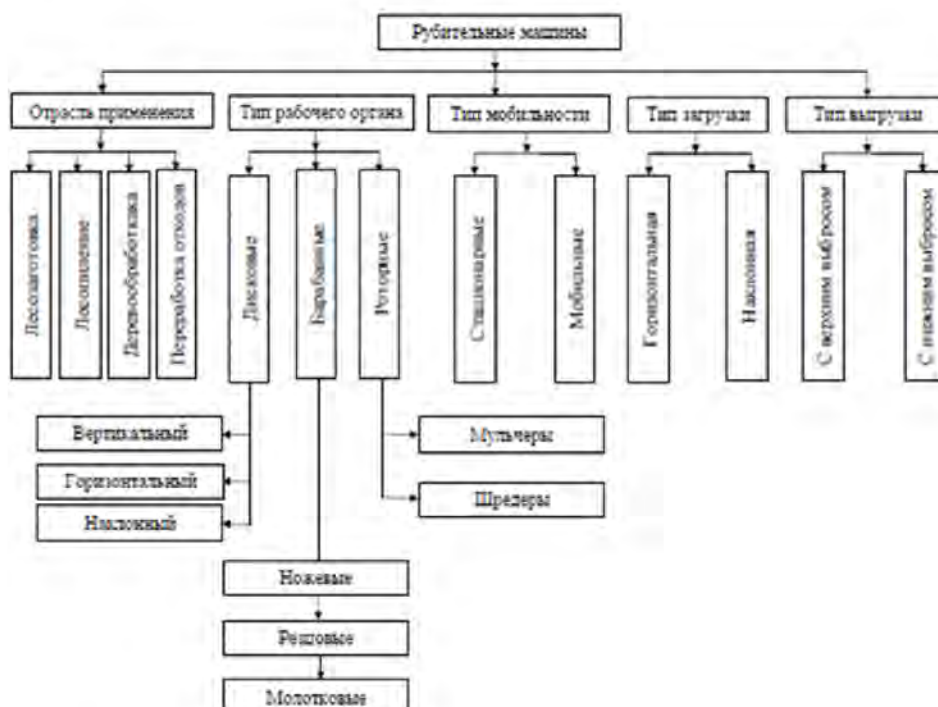 Рубительные машины
Отрасль применения
Тип рабочего органа
Тип мобильности
Тип загрузки
Тип выгрузки
Лесозаготовка
Лесопиление
Деревообработка
Переработка отходов
Дисковые
Барабанные
Роторные
Стационарные
Мобильные
Горизонтальная
Наклонная
С верхним выбросом
С нижним выбросом
Вертикальный
Горизонтальный
Наклонный
Мульчеры
Шредеры
Ножевые
Резцовые
Молотковые